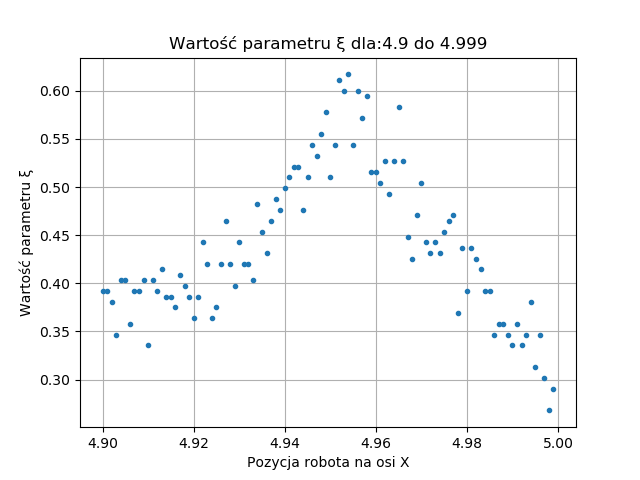 Wartość parametru ξ dla:4.9 do 4.999
0.60
0.55
0.50
0.45
0.40
0.35
0.30
Wartość parametru ξ
4.90 4.92 4.94 4.96 4.98 5.00
Pozycja robota na osi X